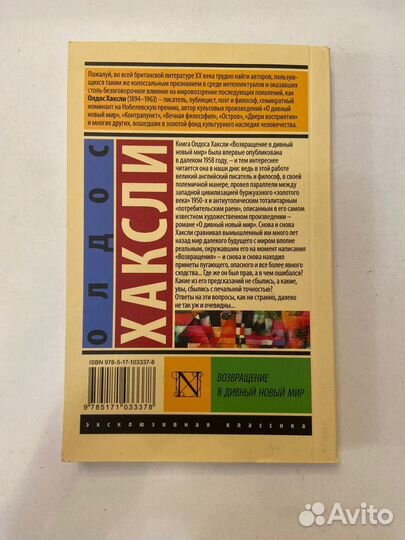 Пожалуй, во всей британской литературе XX века трудно найти авторов, пользую-
щихся таким же колоссальным признанием в среде интеллектуалов и оказавших
столь безоговорочное влияние на мировоззрение последующих поколений, как
Олдос Хаксли (1894–1963) – писатель, публицист, поэт и философ, семикратный
номинант на Нобелевскую премию, автор культовых произведений «О дивный
новый мир», «Контрапункт», «Вечная философия», «Остров», «Двери восприятия»
и многих других, вошедших в золотой фонд культурного наследия человечества.
ОЛДОС
ХАКСЛИ
Книга Олдоса Хаксли «Возвращение в дивный
новый мир» была впервые опубликована
в далеком 1958 году, – и тем интереснее
читается она в наши дни: ведь в этой работе
великий английский писатель и философ, в своей
полемичной манере, провел параллели между
западной цивилизацией буржуазного «золотого
века» 1950-х и антиутопическим тоталитарным
«потребительским раем», описанным в его самом
известном художественном произведении –
романе «О дивный новый мир». Снова и снова
Хаксли сравнивал вымышленный им много лет
назад мир далекого будущего с миром вполне
реальным, окружавшим его на момент написания
«Возвращения» – и снова и снова находил
приметы пугающего, опасного и все более явного
сходства... Где же он был прав, а в чем ошибался?
Какие из его предсказаний не сбылись, а какие,
увы, сбылись с печальной точностью?
Ответы на эти вопросы, как ни странно, далеко
не так уж и очевидны...
ISBN 978-5-17-103337-8
9 785171 033378
N
ВОЗВРАЩЕНИЕ
В ДИВНЫЙ НОВЫЙ МИР
эксклюзивная классика
Avito